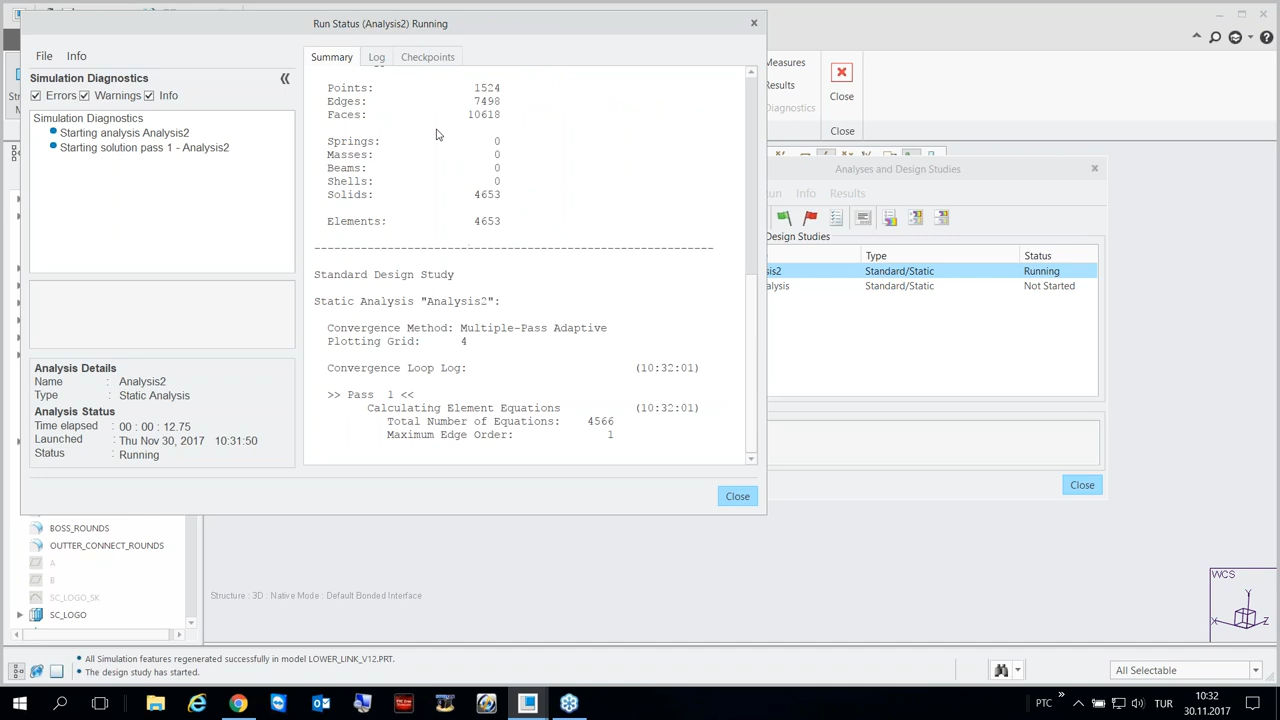 Run Status (Analysis2) Running
File Info
Simulation Diagnostics
Errors Warnings Info
Simulation Diagnostics
Starting analysis Analysis2
Starting solution pass 1 - Analysis2
Analysis Details
Name : Analysis2
Type : Static Analysis
Analysis Status
Time elapsed : 00 : 00 : 12.75
Launched : Thu Nov 30, 2017 10:31:50
Status : Running
Summary Log Checkpoints
Points: 1524
Edges: 7498
Faces: 10618
Springs: 0
Masses: 0
Beams: 0
Shells: 0
Solids: 4653
Elements: 4653
------------------------------------------------------------
Standard Design Study
Static Analysis "Analysis2":
Convergence Method: Multiple-Pass Adaptive
Plotting Grid: 4
Convergence Loop Log: (10:32:01)
>> Pass 1 <<
Calculating Element Equations (10:32:01)
Total Number of Equations: 4566
Maximum Edge Order: 1
Close
easures
esults
Close
Close
Analyses and Design Studies
un Info Results
Design Studies
Type Status
sis2 Standard/Static Running
alysis Standard/Static Not Started
Close
BOSS_ROUNDS
OUTTER_CONNECT_ROUNDS
A
B
SC_LOGO_SK
SC_LOGO
Structure : 3D : Native Mode : Default Bonded Interface
WCS
Y
X
Z
All Simulation features regenerated successfully in model LOWER_LINK_V12.PRT.
The design study has started.
All Selectable
PTC
TUR
10:32
30.11.2017